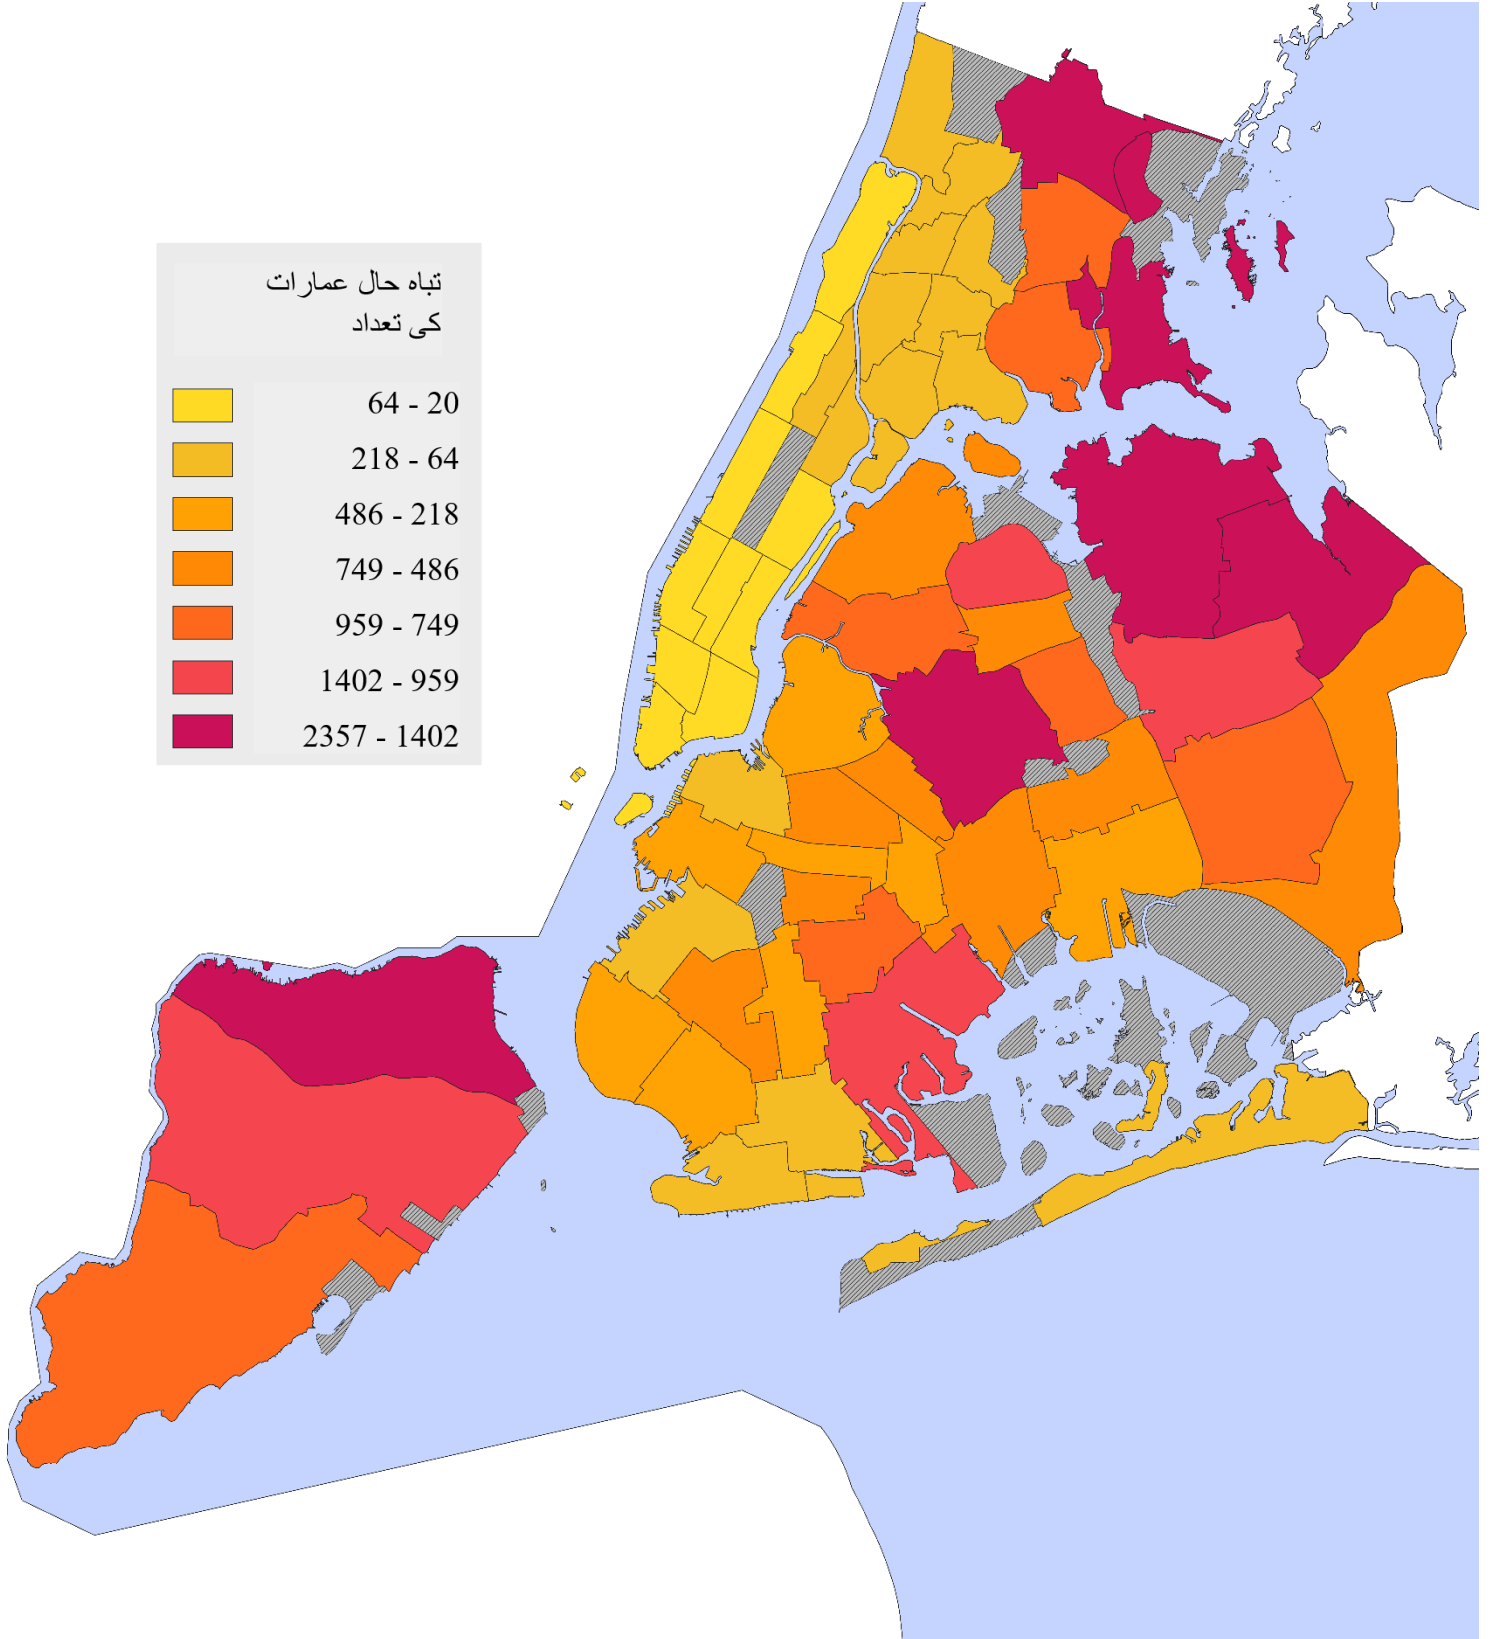 تباہ حال عمارات
کی تعداد
64 - 20
218 - 64
486 - 218
749 - 486
959 - 749
1402 - 959
2357 - 1402